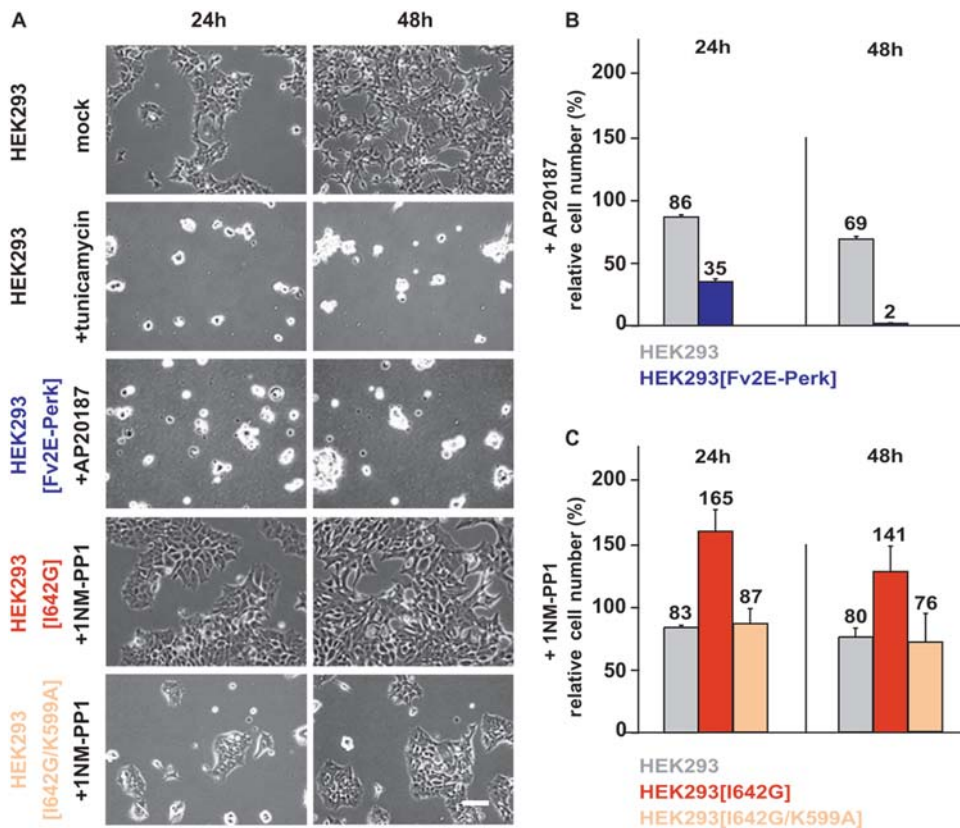 A
24h
48h
HEK293
mock
HEK293
+tunicamycin
HEK293
[Fv2E-Perk]
+AP20187
HEK293
[I642G]
+1NM-PP1
HEK293
[I642G/K599A]
+1NM-PP1
B
24h
48h
+ AP20187
relative cell number (%)
200
150
100
50
0
86
35
69
2
HEK293
HEK293[Fv2E-Perk]
C
24h
48h
+ 1NM-PP1
relative cell number (%)
200
150
100
50
0
83
165
87
80
141
76
HEK293
HEK293[I642G]
HEK293[I642G/K599A]